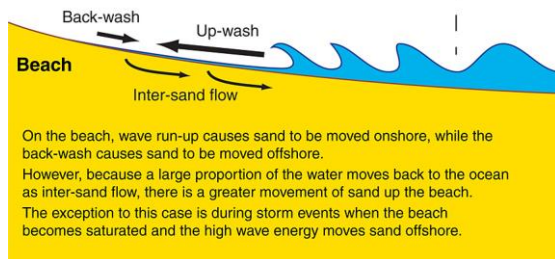 Back-wash
Up-wash
Beach
Inter-sand flow
On the beach, wave run-up causes sand to be moved onshore, while the
back-wash causes sand to be moved offshore.
However, because a large proportion of the water moves back to the ocean
as inter-sand flow, there is a greater movement of sand up the beach.
The exception to this case is during storm events when the beach
becomes saturated and the high wave energy moves sand offshore.